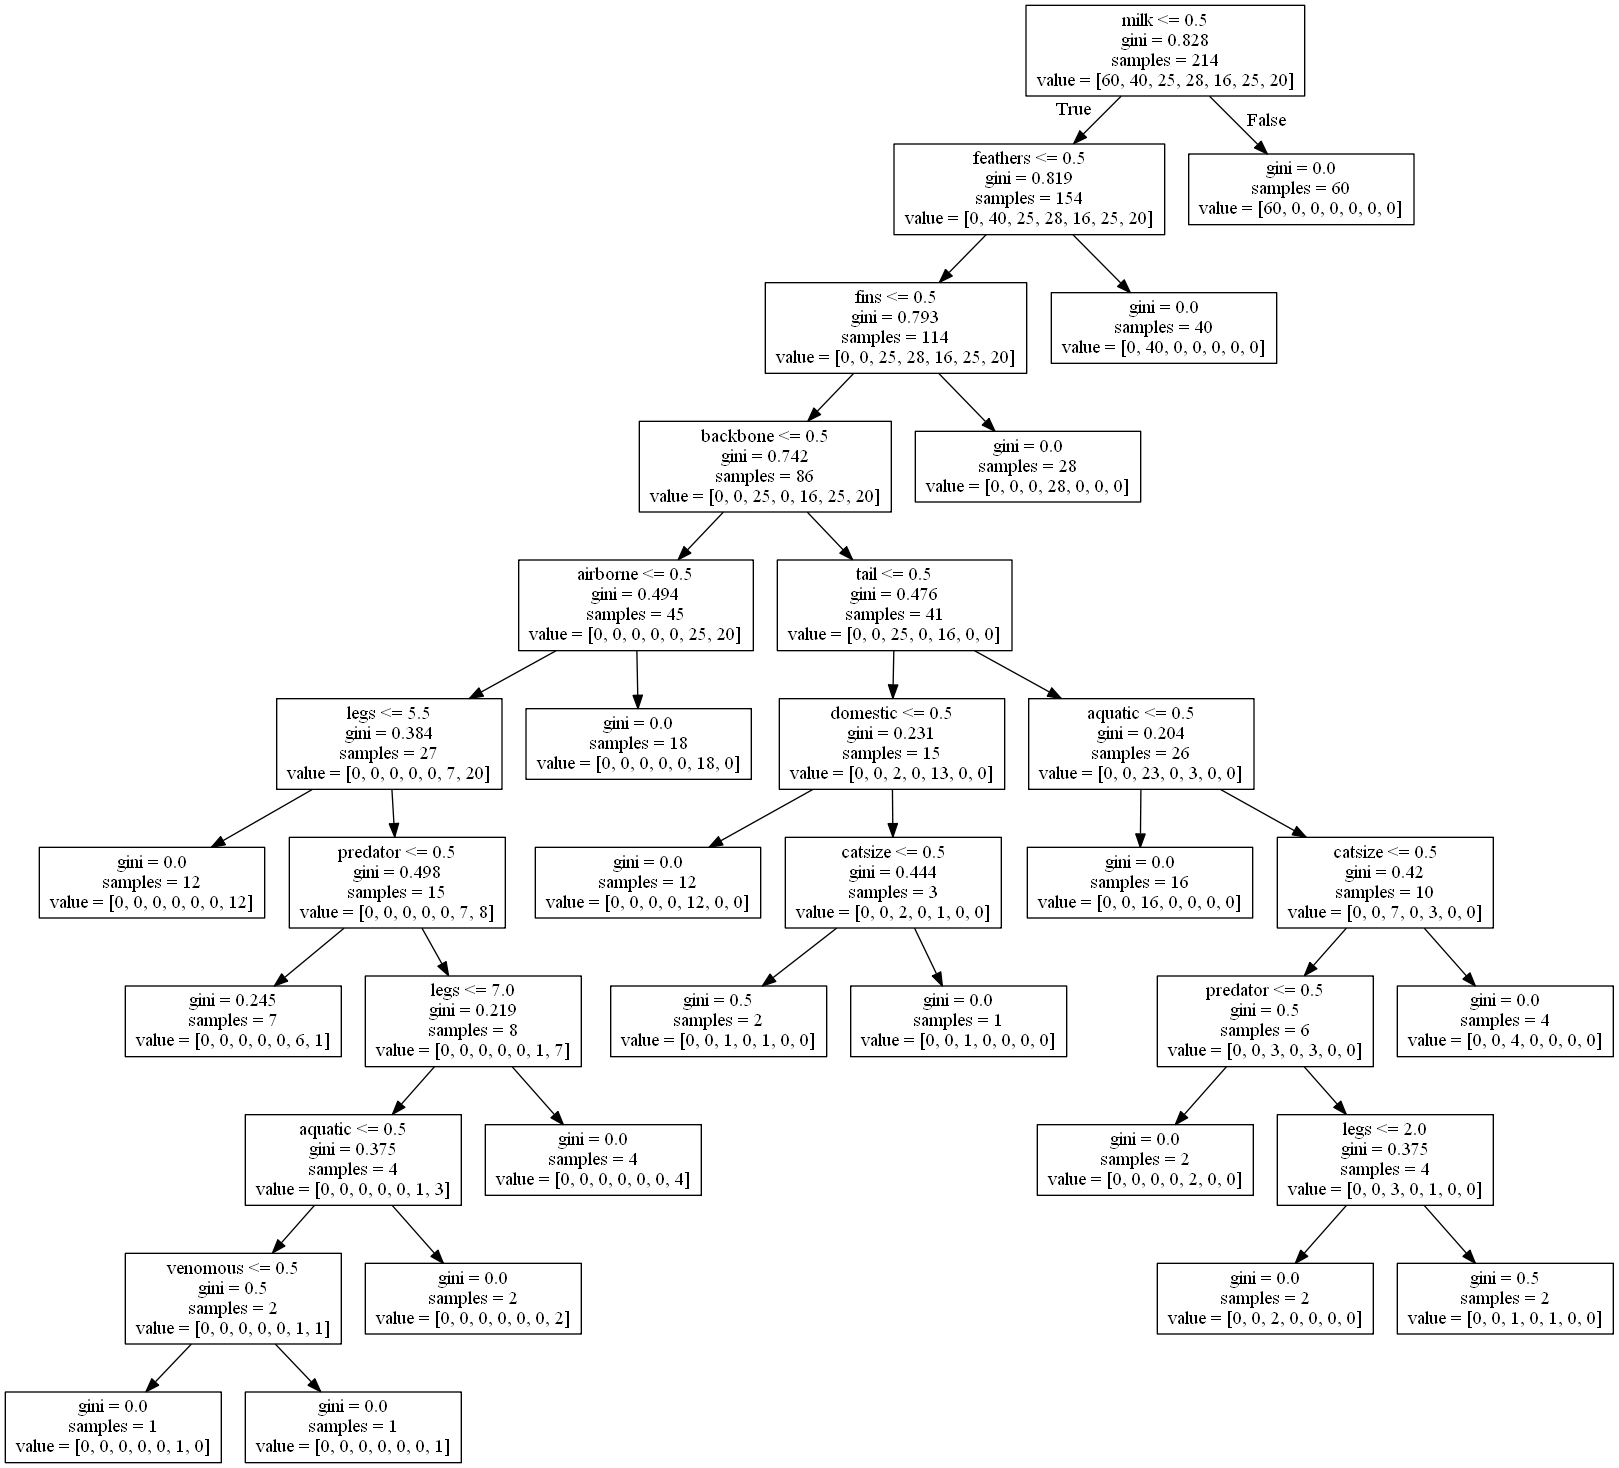 milk <= 0.5
gini = 0.828
samples = 214
value = [60, 40, 25, 28, 16, 25, 20]
True
False
feathers <= 0.5
gini = 0.819
samples = 154
value = [0, 40, 25, 28, 16, 25, 20]
gini = 0.0
samples = 60
value = [60, 0, 0, 0, 0, 0, 0]
fins <= 0.5
gini = 0.793
samples = 114
value = [0, 0, 25, 28, 16, 25, 20]
gini = 0.0
samples = 40
value = [0, 40, 0, 0, 0, 0, 0]
backbone <= 0.5
gini = 0.742
samples = 86
value = [0, 0, 25, 0, 16, 25, 20]
gini = 0.0
samples = 28
value = [0, 0, 0, 28, 0, 0, 0]
airborne <= 0.5
gini = 0.494
samples = 45
value = [0, 0, 0, 0, 0, 25, 20]
tail <= 0.5
gini = 0.476
samples = 41
value = [0, 0, 25, 0, 16, 0, 0]
legs <= 5.5
gini = 0.384
samples = 27
value = [0, 0, 0, 0, 0, 7, 20]
gini = 0.0
samples = 18
value = [0, 0, 0, 0, 0, 18, 0]
domestic <= 0.5
gini = 0.231
samples = 15
value = [0, 0, 2, 0, 13, 0, 0]
aquatic <= 0.5
gini = 0.204
samples = 26
value = [0, 0, 23, 0, 3, 0, 0]
gini = 0.0
samples = 12
value = [0, 0, 0, 0, 0, 0, 12]
predator <= 0.5
gini = 0.498
samples = 15
value = [0, 0, 0, 0, 0, 7, 8]
gini = 0.0
samples = 12
value = [0, 0, 0, 0, 12, 0, 0]
catsize <= 0.5
gini = 0.444
samples = 3
value = [0, 0, 2, 0, 1, 0, 0]
gini = 0.0
samples = 16
value = [0, 0, 16, 0, 0, 0, 0]
catsize <= 0.5
gini = 0.42
samples = 10
value = [0, 0, 7, 0, 3, 0, 0]
gini = 0.245
samples = 7
value = [0, 0, 0, 0, 0, 6, 1]
legs <= 7.0
gini = 0.219
samples = 8
value = [0, 0, 0, 0, 0, 1, 7]
gini = 0.5
samples = 2
value = [0, 0, 1, 0, 1, 0, 0]
gini = 0.0
samples = 1
value = [0, 0, 1, 0, 0, 0, 0]
predator <= 0.5
gini = 0.5
samples = 6
value = [0, 0, 3, 0, 3, 0, 0]
gini = 0.0
samples = 4
value = [0, 0, 4, 0, 0, 0, 0]
aquatic <= 0.5
gini = 0.375
samples = 4
value = [0, 0, 0, 0, 0, 1, 3]
gini = 0.0
samples = 4
value = [0, 0, 0, 0, 0, 0, 4]
gini = 0.0
samples = 2
value = [0, 0, 0, 0, 2, 0, 0]
legs <= 2.0
gini = 0.375
samples = 4
value = [0, 0, 3, 0, 1, 0, 0]
venomous <= 0.5
gini = 0.5
samples = 2
value = [0, 0, 0, 0, 0, 1, 1]
gini = 0.0
samples = 2
value = [0, 0, 0, 0, 0, 0, 2]
gini = 0.0
samples = 2
value = [0, 0, 2, 0, 0, 0, 0]
gini = 0.5
samples = 2
value = [0, 0, 1, 0, 1, 0, 0]
gini = 0.0
samples = 1
value = [0, 0, 0, 0, 0, 1, 0]
gini = 0.0
samples = 1
value = [0, 0, 0, 0, 0, 0, 1]